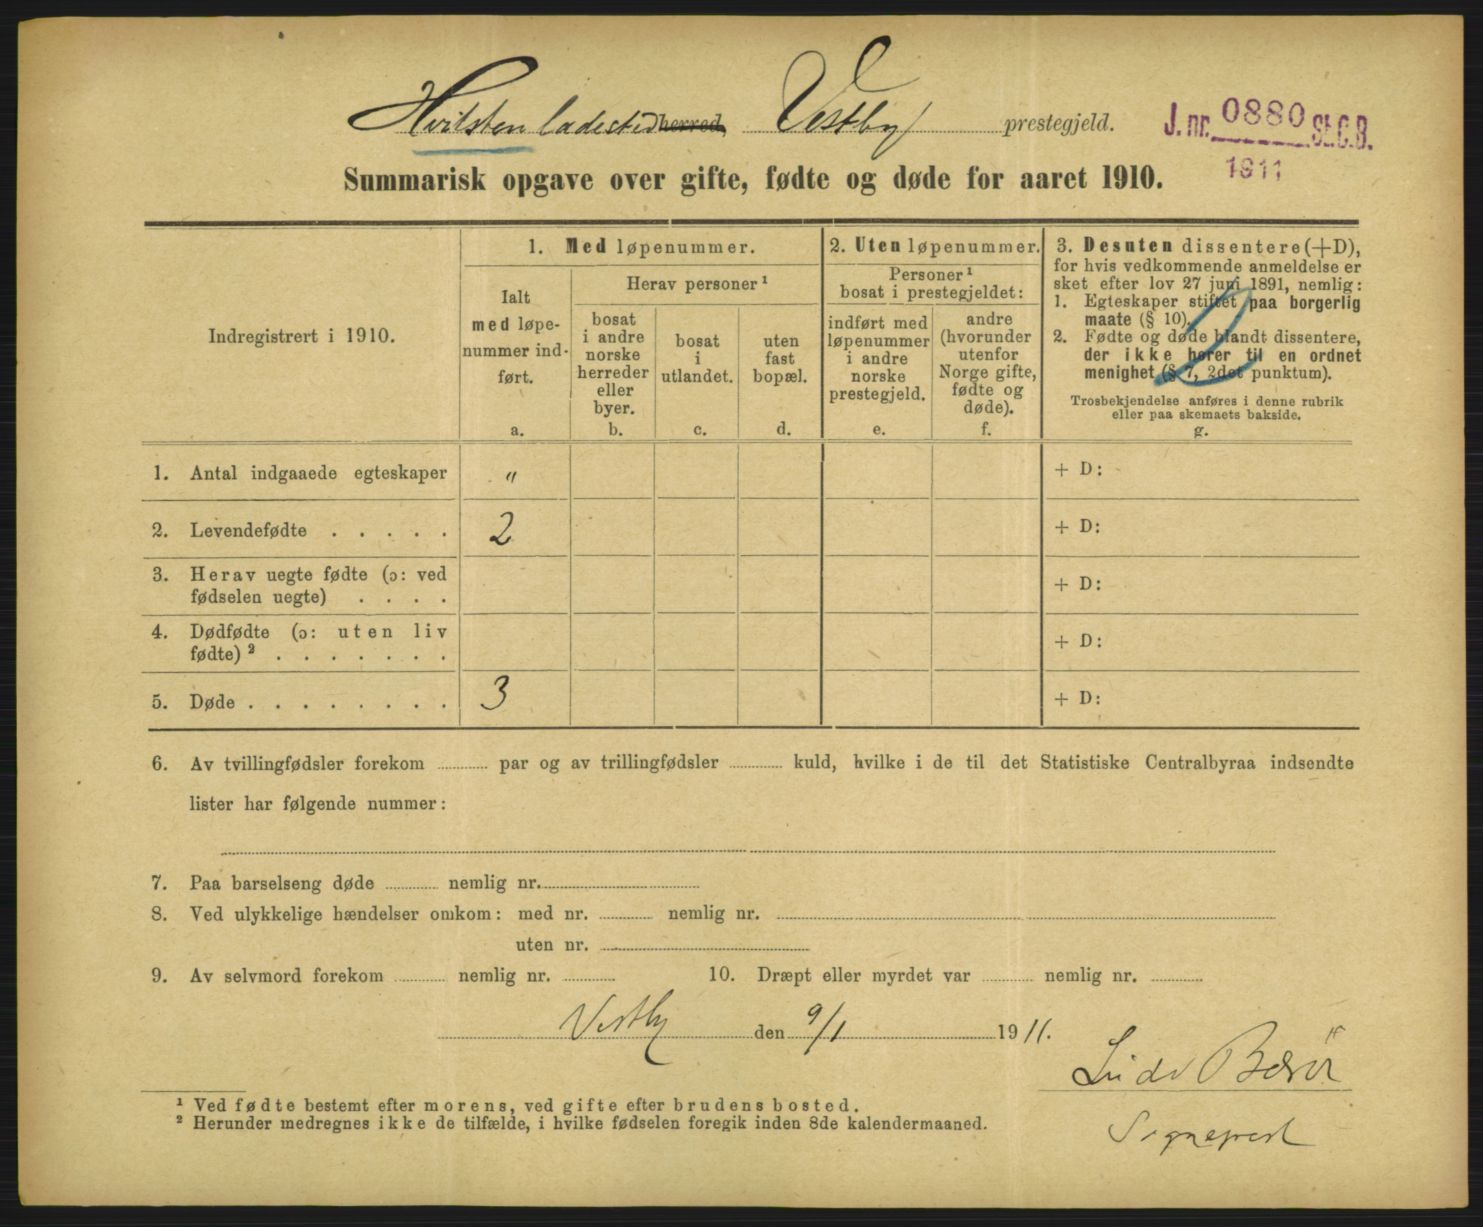 Hvitsten ladested herred Vestby prestegjeld.
J. nr. 0880 St. C. B.
1911
Summarisk opgave over gifte, fødte og døde for aaret 1910.
Indregistrert i 1910.
1. Med løpenummer.
Ialt
med løpe-
nummer ind-
ført.
a.
Herav personer ¹
bosat
i andre
norske
herreder
eller
byer.
b.
bosat
i
utlandet.
c.
uten
fast
bopæl.
d.
2. Uten løpenummer.
Personer ¹
bosat i prestegjeldet:
indført med
løpenummer
i andre
norske
prestegjeld.
e.
andre
(hvorunder
utenfor
Norge gifte,
fødte og
døde).
f.
3. Desuten dissentere (+D),
for hvis vedkommende anmeldelse er
sket efter lov 27 juni 1891, nemlig:
1. Egteskaper stiftet paa borgerlig
maate (§ 10).
2. Fødte og døde blandt dissentere,
der ikke hører til en ordnet
menighet (§ 7, 2det punktum).
Trosbekjendelse anføres i denne rubrik
eller paa skemaets bakside.
g.
1. Antal indgaaede egteskaper " + D:
2. Levendefødte . . . . . 2 + D:
3. Herav uegte fødte (ɔ: ved
fødselen uegte) . . . . + D:
4. Dødfødte (ɔ: uten liv
fødte) ² . . . . . . . + D:
5. Døde . . . . . . . . 3 + D:
6. Av tvillingfødsler forekom ............ par og av trillingfødsler ............ kuld, hvilke i de til det Statistiske Centralbyraa indsendte
lister har følgende nummer:
7. Paa barselseng døde ............ nemlig nr.
8. Ved ulykkelige hændelser omkom: med nr. ............ nemlig nr.
uten nr.
9. Av selvmord forekom ............ nemlig nr. ............ 10. Dræpt eller myrdet var ............ nemlig nr. ............
Vestby den 9/1 1911.
¹ Ved fødte bestemt efter morens, ved gifte efter brudens bosted.
² Herunder medregnes ikke de tilfælde, i hvilke fødselen foregik inden 8de kalendermaaned.
Sogneprest